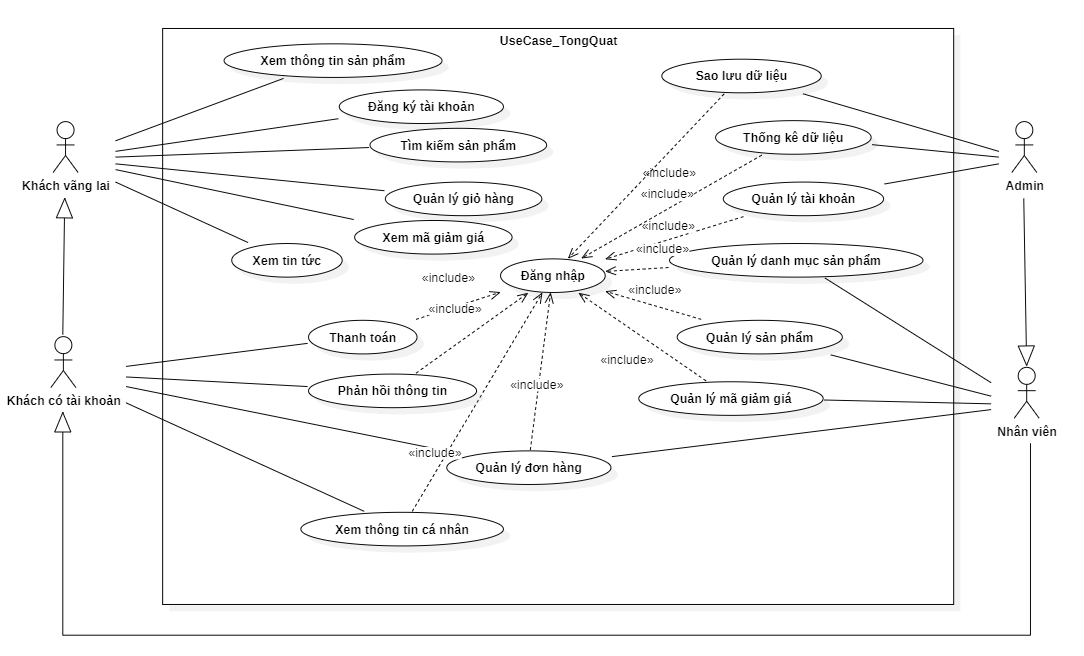 UseCase_TongQuat
Xem thông tin sản phẩm
Sao lưu dữ liệu
Đăng ký tài khoản
Thống kê dữ liệu
Tìm kiếm sản phẩm
Khách vãng lai
Admin
«include»
«include»
Quản lý giỏ hàng
Quản lý tài khoản
«include»
Xem mã giảm giá
«include»
Xem tin tức
Quản lý danh mục sản phẩm
«include»
Đăng nhập
«include»
«include»
Thanh toán
Quản lý sản phẩm
«include»
Phản hồi thông tin
«include»
Khách có tài khoản
Quản lý mã giảm giá
Nhân viên
«include»
Quản lý đơn hàng
Xem thông tin cá nhân